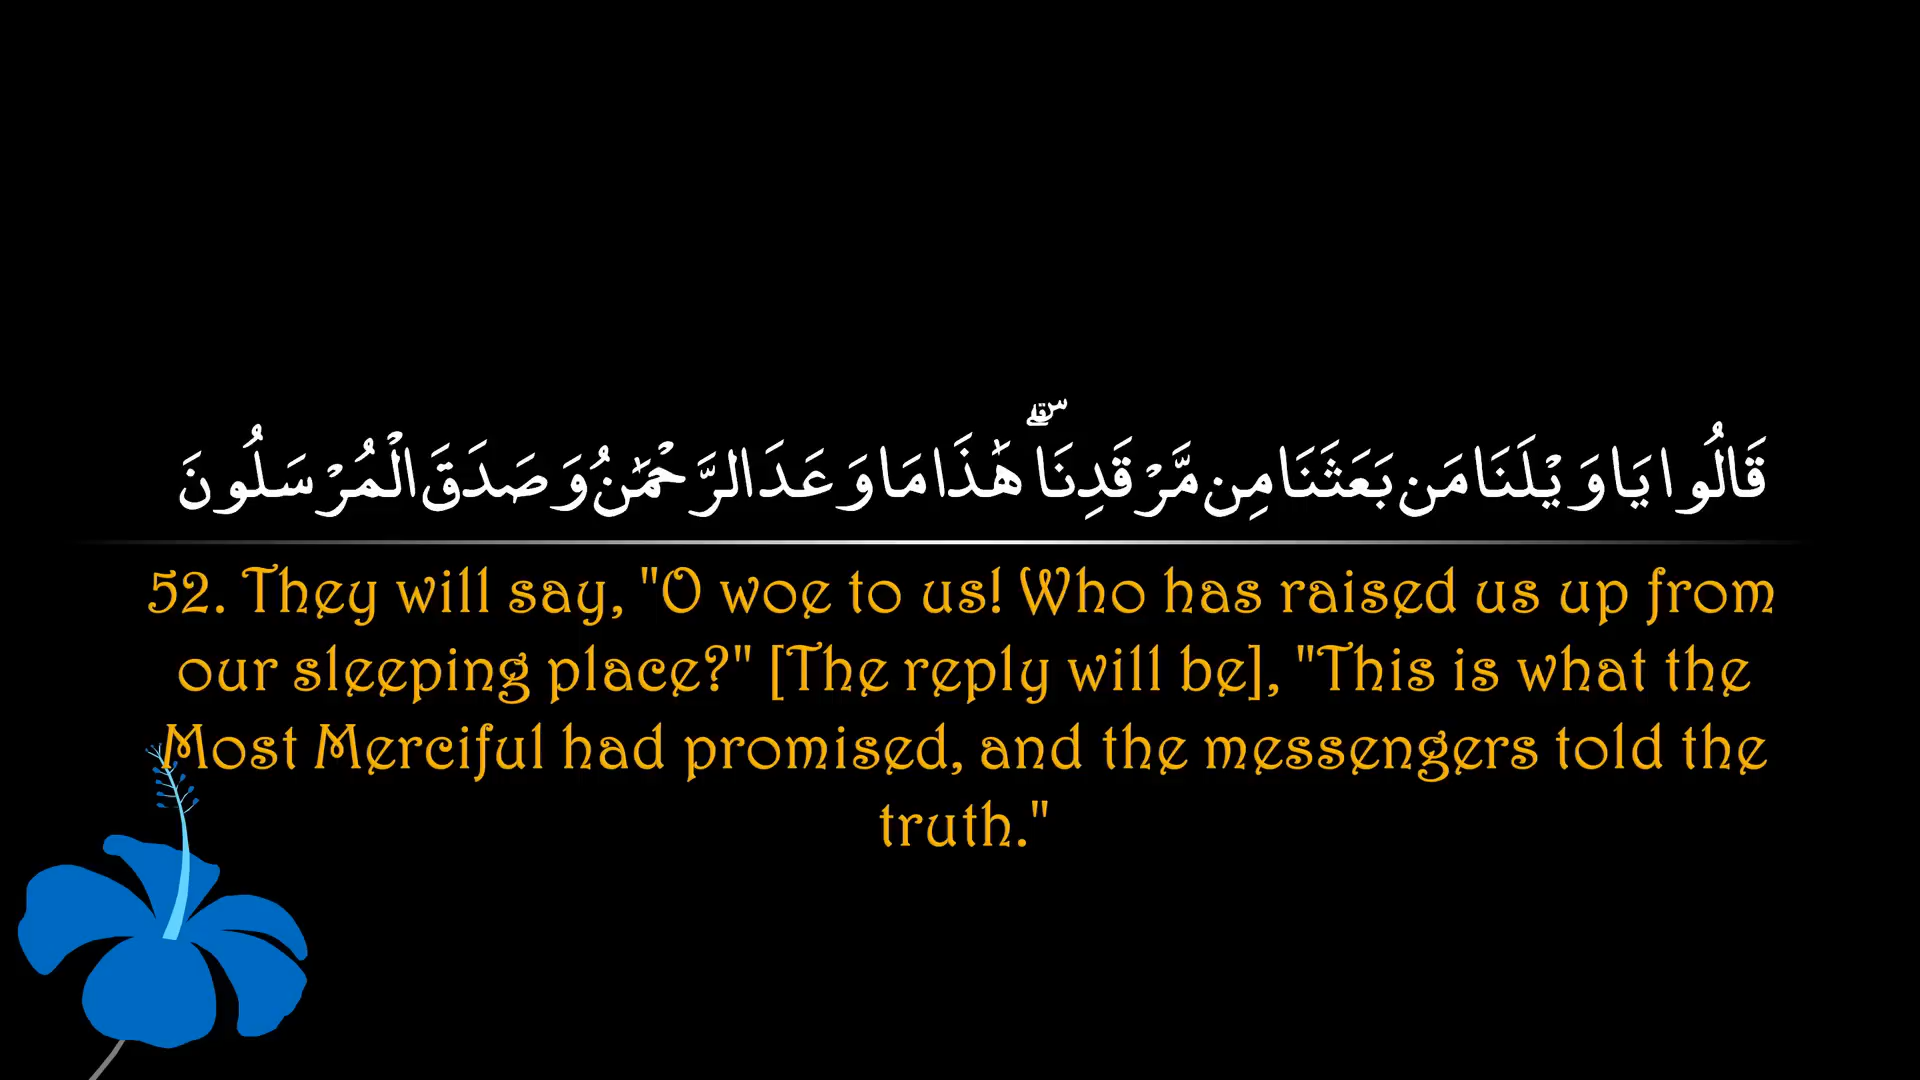 قَالُوا يَا وَيْلَنَا مَن بَعَثَنَا مِن مَّرْقَدِنَا ۜ ۗ هَٰذَا مَا وَعَدَ الرَّحْمَٰنُ وَصَدَقَ الْمُرْسَلُونَ
52. They will say, "O woe to us! Who has raised us up from
our sleeping place?" [The reply will be], "This is what the
Most Merciful had promised, and the messengers told the
truth."